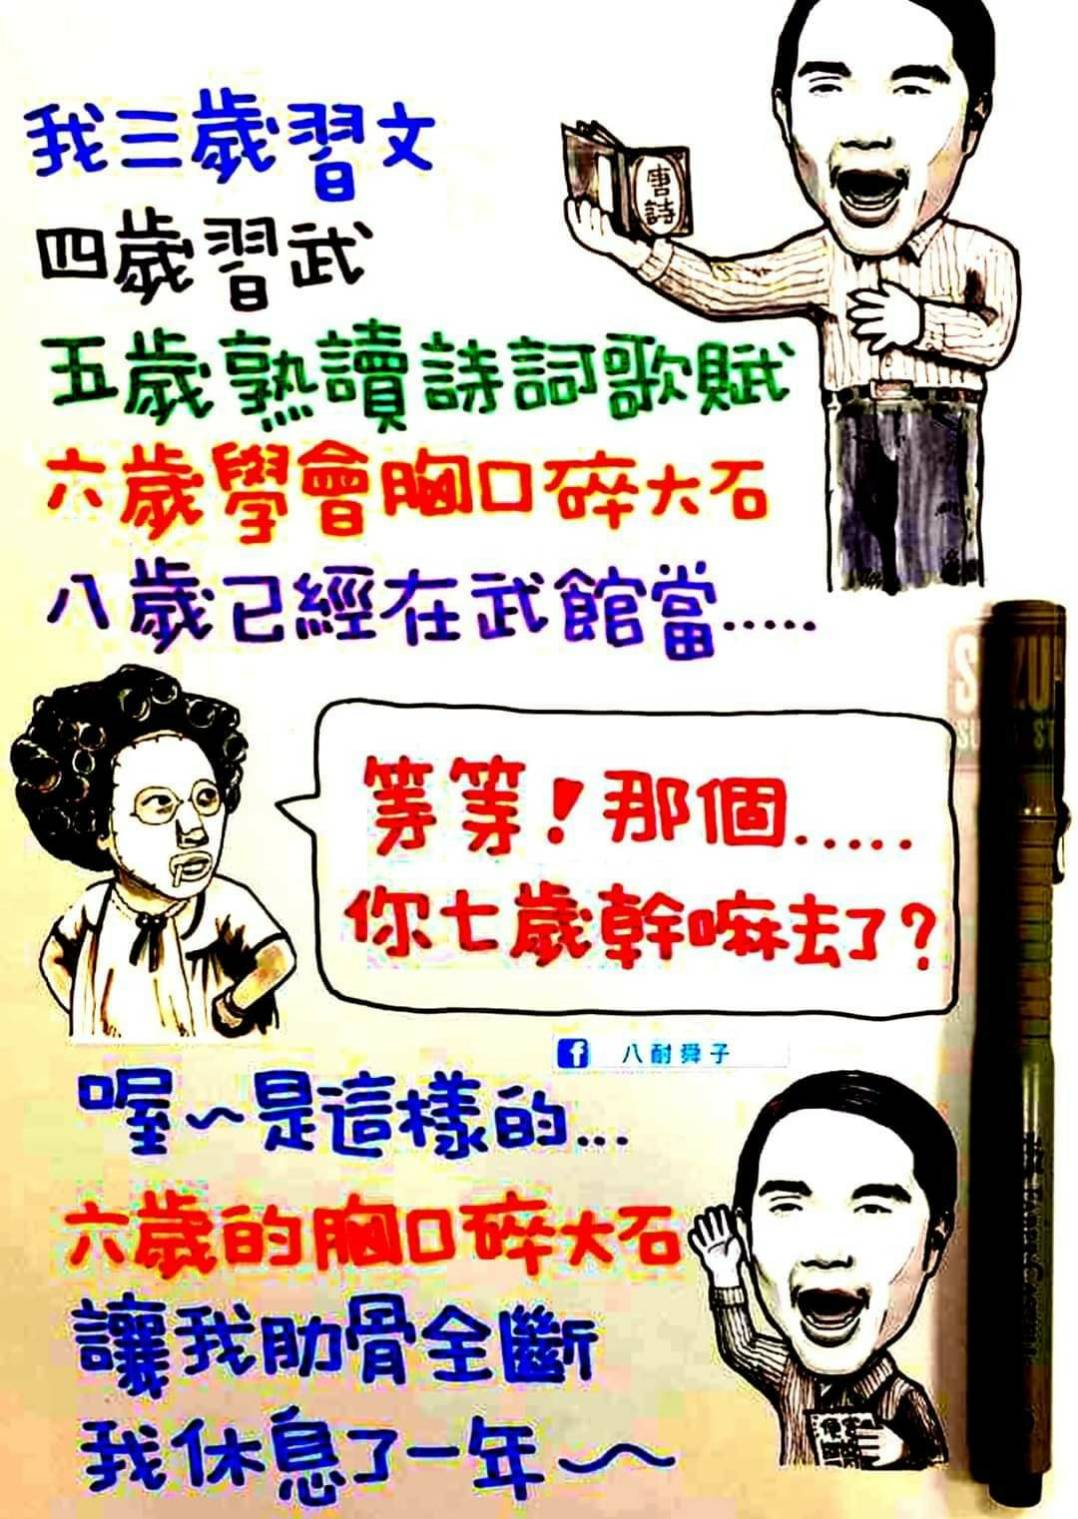 唐詩
我三歲習文
四歲習武
五歲熟讀詩詞歌賦
六歲學會胸口碎大石
八歲已經在武館當.....
等等！那個.....
你七歲幹嘛去了？
八耐舜子
喔～是這樣的...
六歲的胸口碎大石
讓我肋骨全斷
我休息了一年～～